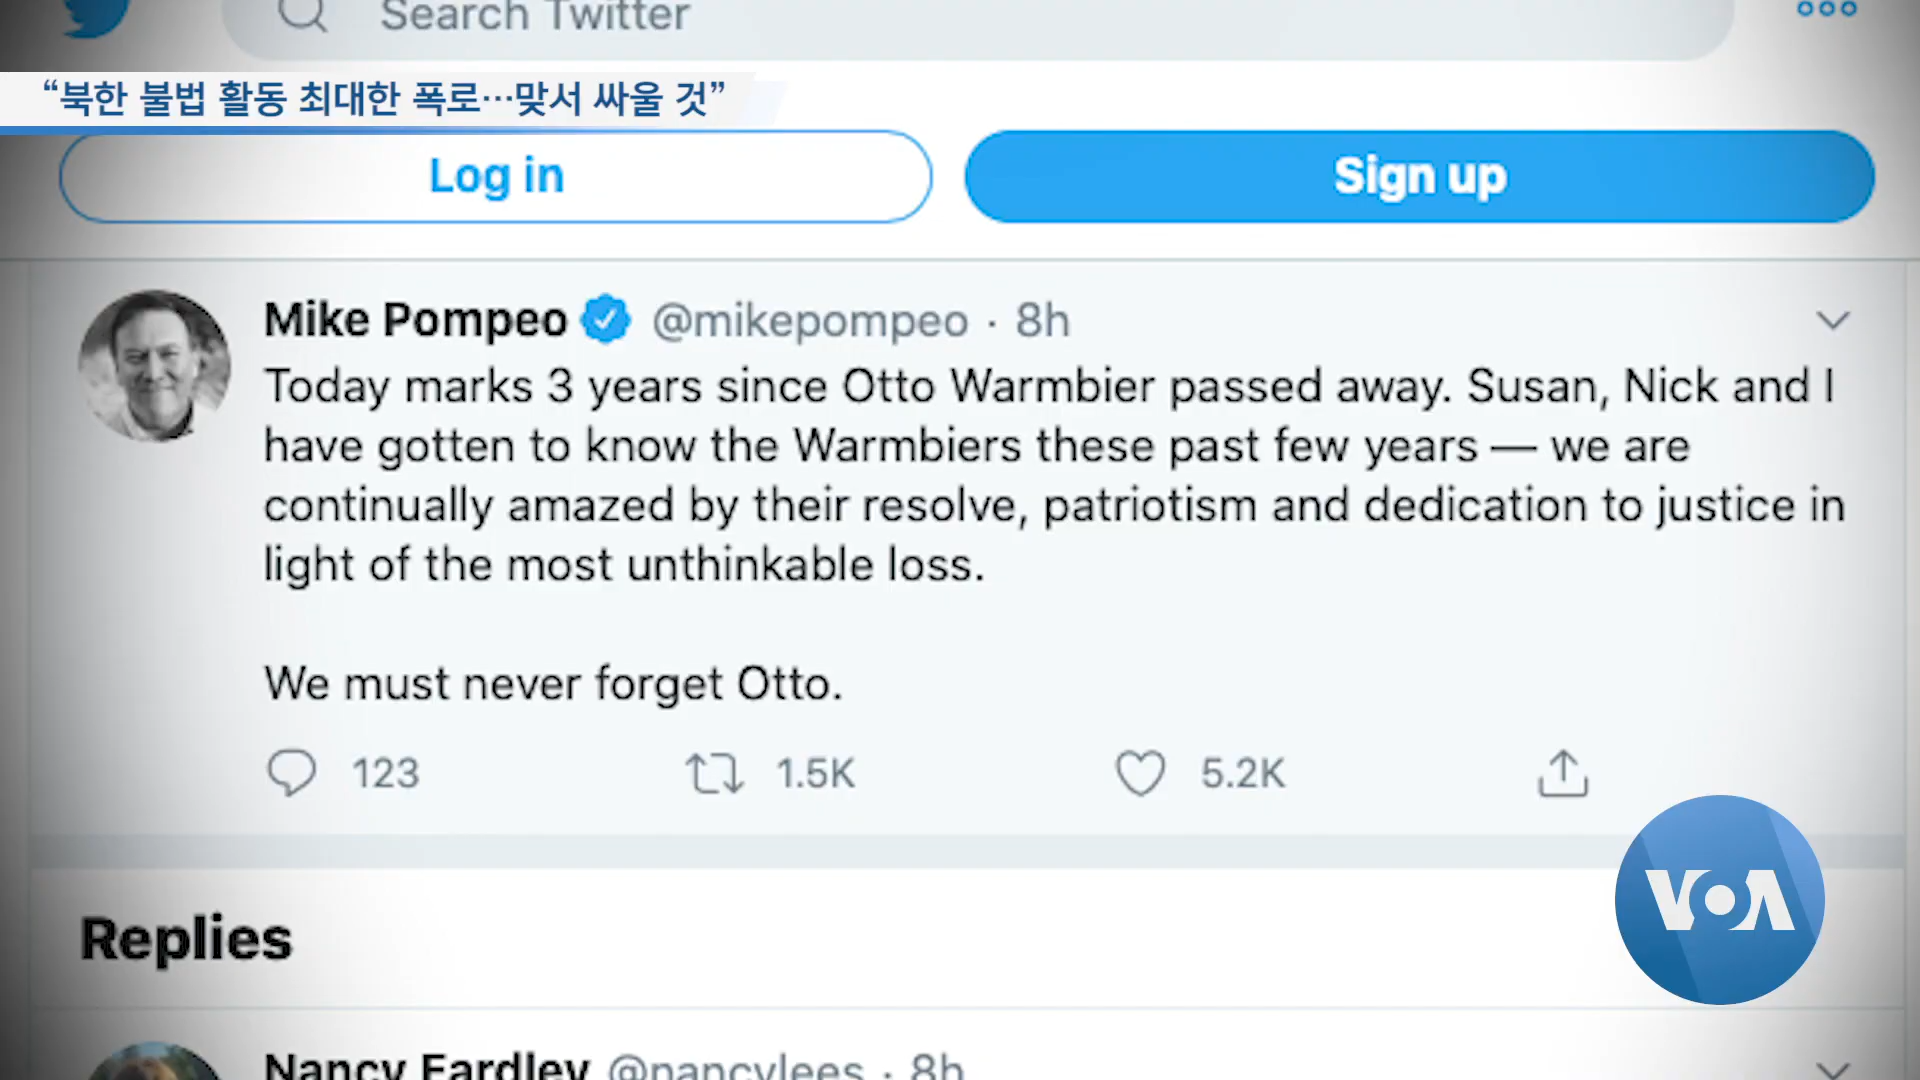 Search Twitter
“북한 불법 활동 최대한 폭로…맞서 싸울 것”
Log in
Sign up
Mike Pompeo @mikepompeo · 8h
Today marks 3 years since Otto Warmbier passed away. Susan, Nick and I
have gotten to know the Warmbiers these past few years — we are
continually amazed by their resolve, patriotism and dedication to justice in
light of the most unthinkable loss.
We must never forget Otto.
123 1.5K 5.2K
VOA
Replies
Nancy Eardley @nancylees · 8h